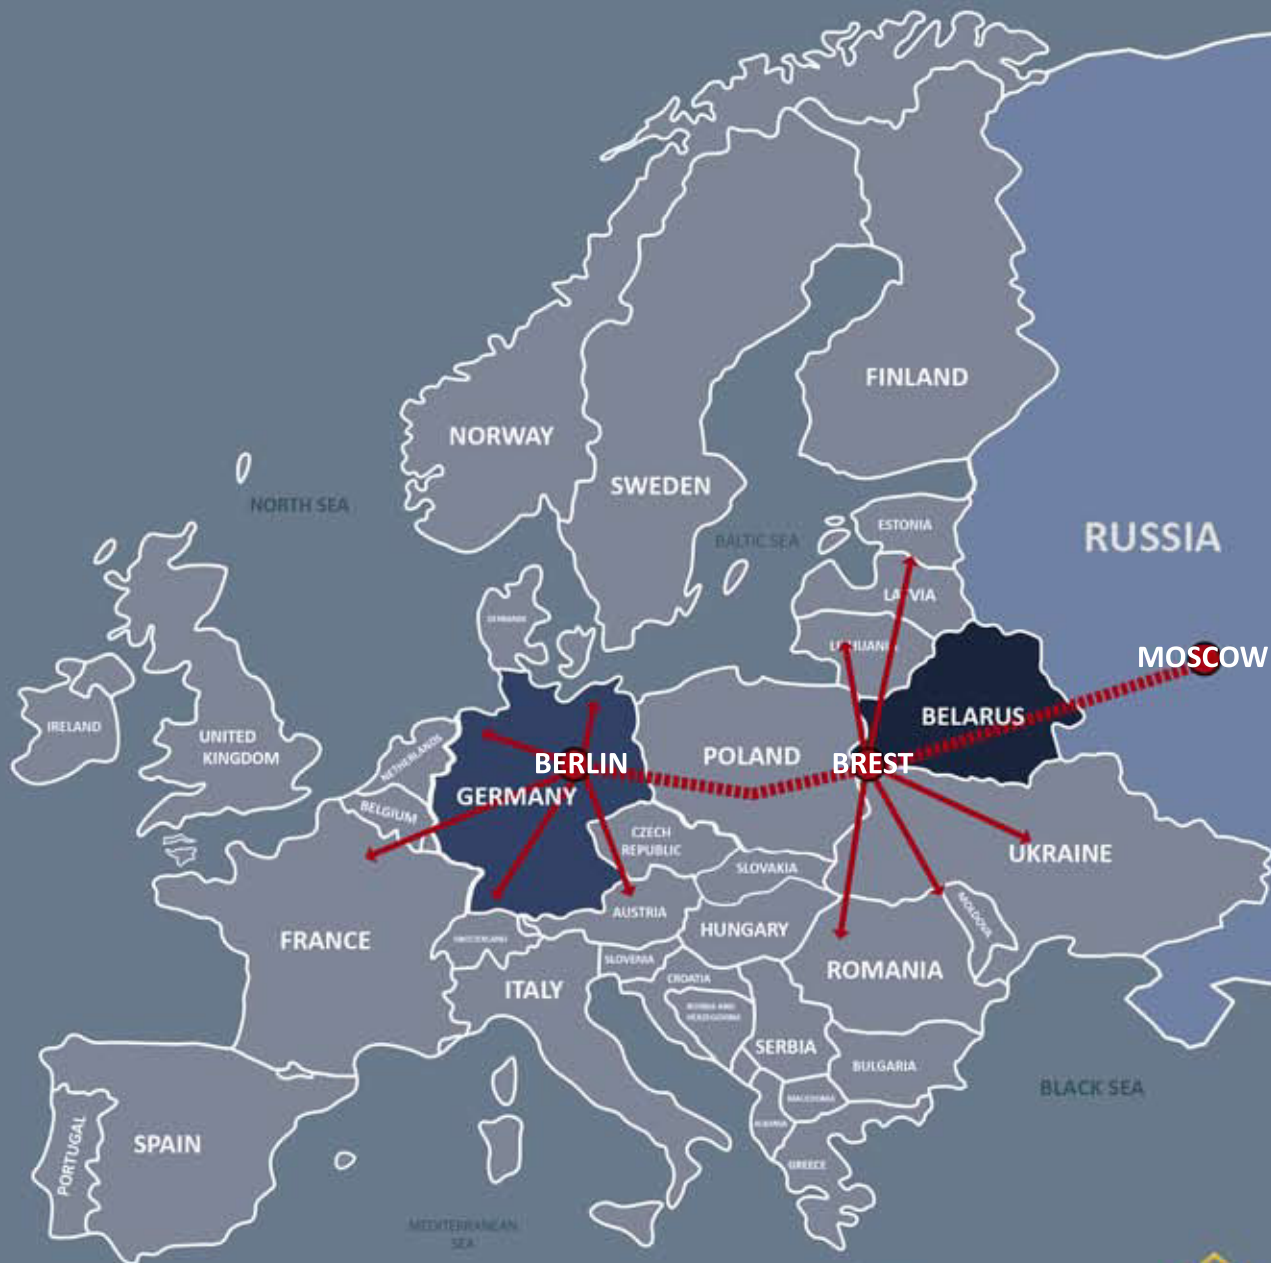 FINLAND
NORWAY
SWEDEN
NORTH SEA
ESTONIA
BALTIC SEA
RUSSIA
LATVIA
DENMARK
LITHUANIA
MOSCOW
BELARUS
IRELAND
UNITED
KINGDOM
NETHERLANDS
POLAND
BERLIN
BREST
GERMANY
BELGIUM
CZECH
REPUBLIC
UKRAINE
SLOVAKIA
AUSTRIA
MOLDOVA
HUNGARY
FRANCE
SWITZERLAND
SLOVENIA
ROMANIA
CROATIA
ITALY
BOSNIA AND
HERZEGOVINA
SERBIA
BULGARIA
BLACK SEA
MACEDONIA
ALBANIA
SPAIN
PORTUGAL
GREECE
MEDITERRANEAN
SEA